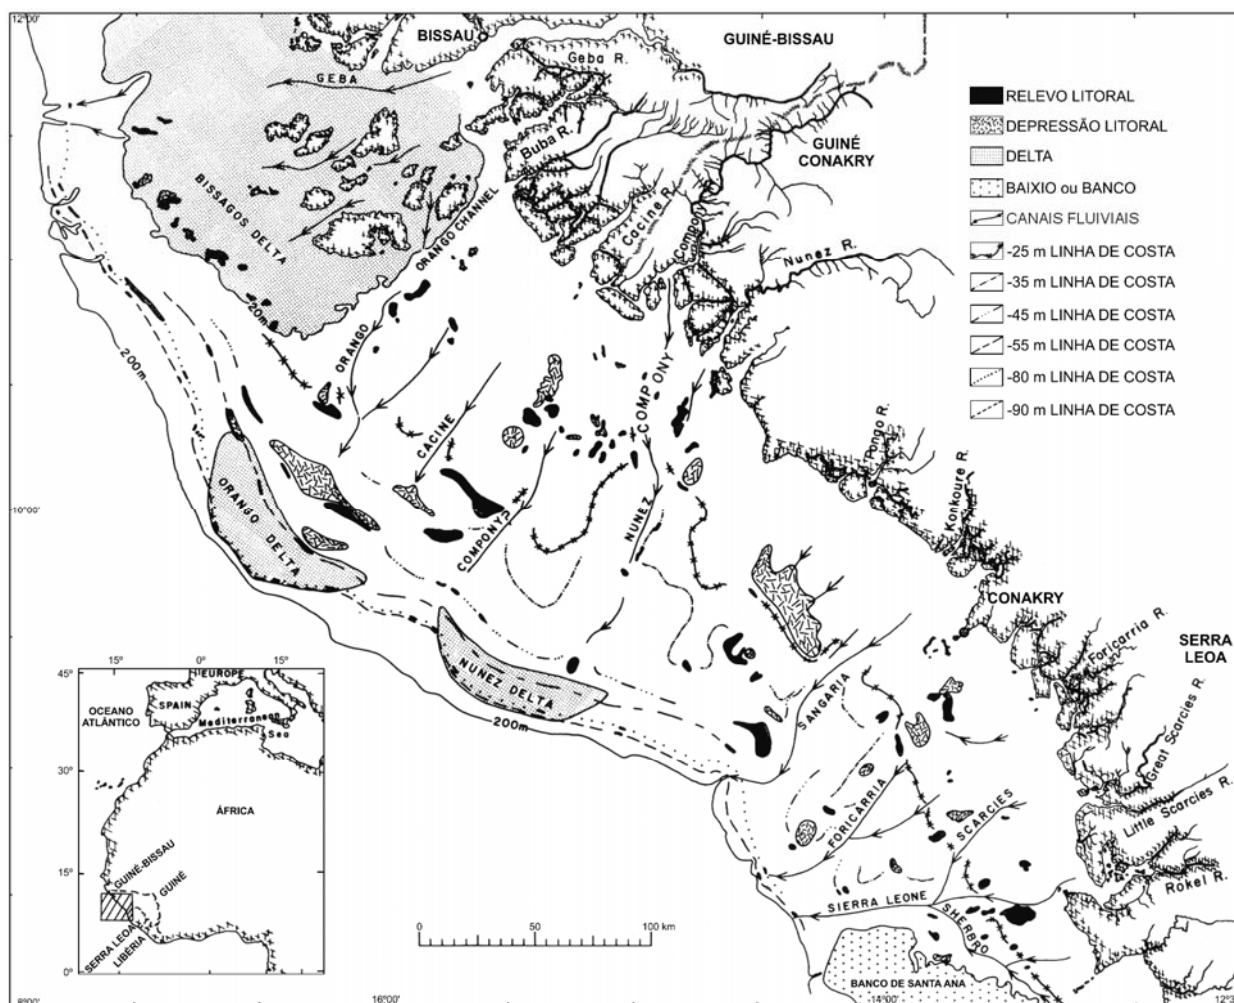 12°00'
BISSAU
GUINÉ-BISSAU
Geba R.
GEBA
Buba R.
GUINÉ
CONAKRY
RELEVO LITORAL
DEPRESSÃO LITORAL
DELTA
BAIXIO ou BANCO
CANAIS FLUIVIAIS
-25 m LINHA DE COSTA
-35 m LINHA DE COSTA
-45 m LINHA DE COSTA
-55 m LINHA DE COSTA
-80 m LINHA DE COSTA
-90 m LINHA DE COSTA
BISSAGOS DELTA
ORANGO CHANNEL
Cacine R.
Compony
Nunez R.
20m
200m
ORANGO
CACINE
COMPONY
COMPONY?
NUNEZ
Pongo R.
Konkoure R.
10°00'
ORANGO DELTA
CONAKRY
Foricarria R.
SERRA
LEOA
NUNEZ DELTA
200m
SANGARIA
Great Scarcies R.
Little Scarcies R.
FORICARRIA
SCARCIES
Rokel R.
SIERRA LEONE
SHERBRO
BANCO DE SANTA ANA
15° 0° 15°
45°
EUROPE
OCEANO
ATLÂNTICO
SPAIN
Mediterranean
Sea
30°
ÁFRICA
15°
GUINÉ-BISSAU
GUINÉ
SERRA LEOA
LIBÉRIA
0°
0 50 100 km
8°00'
16°00'
14°00'